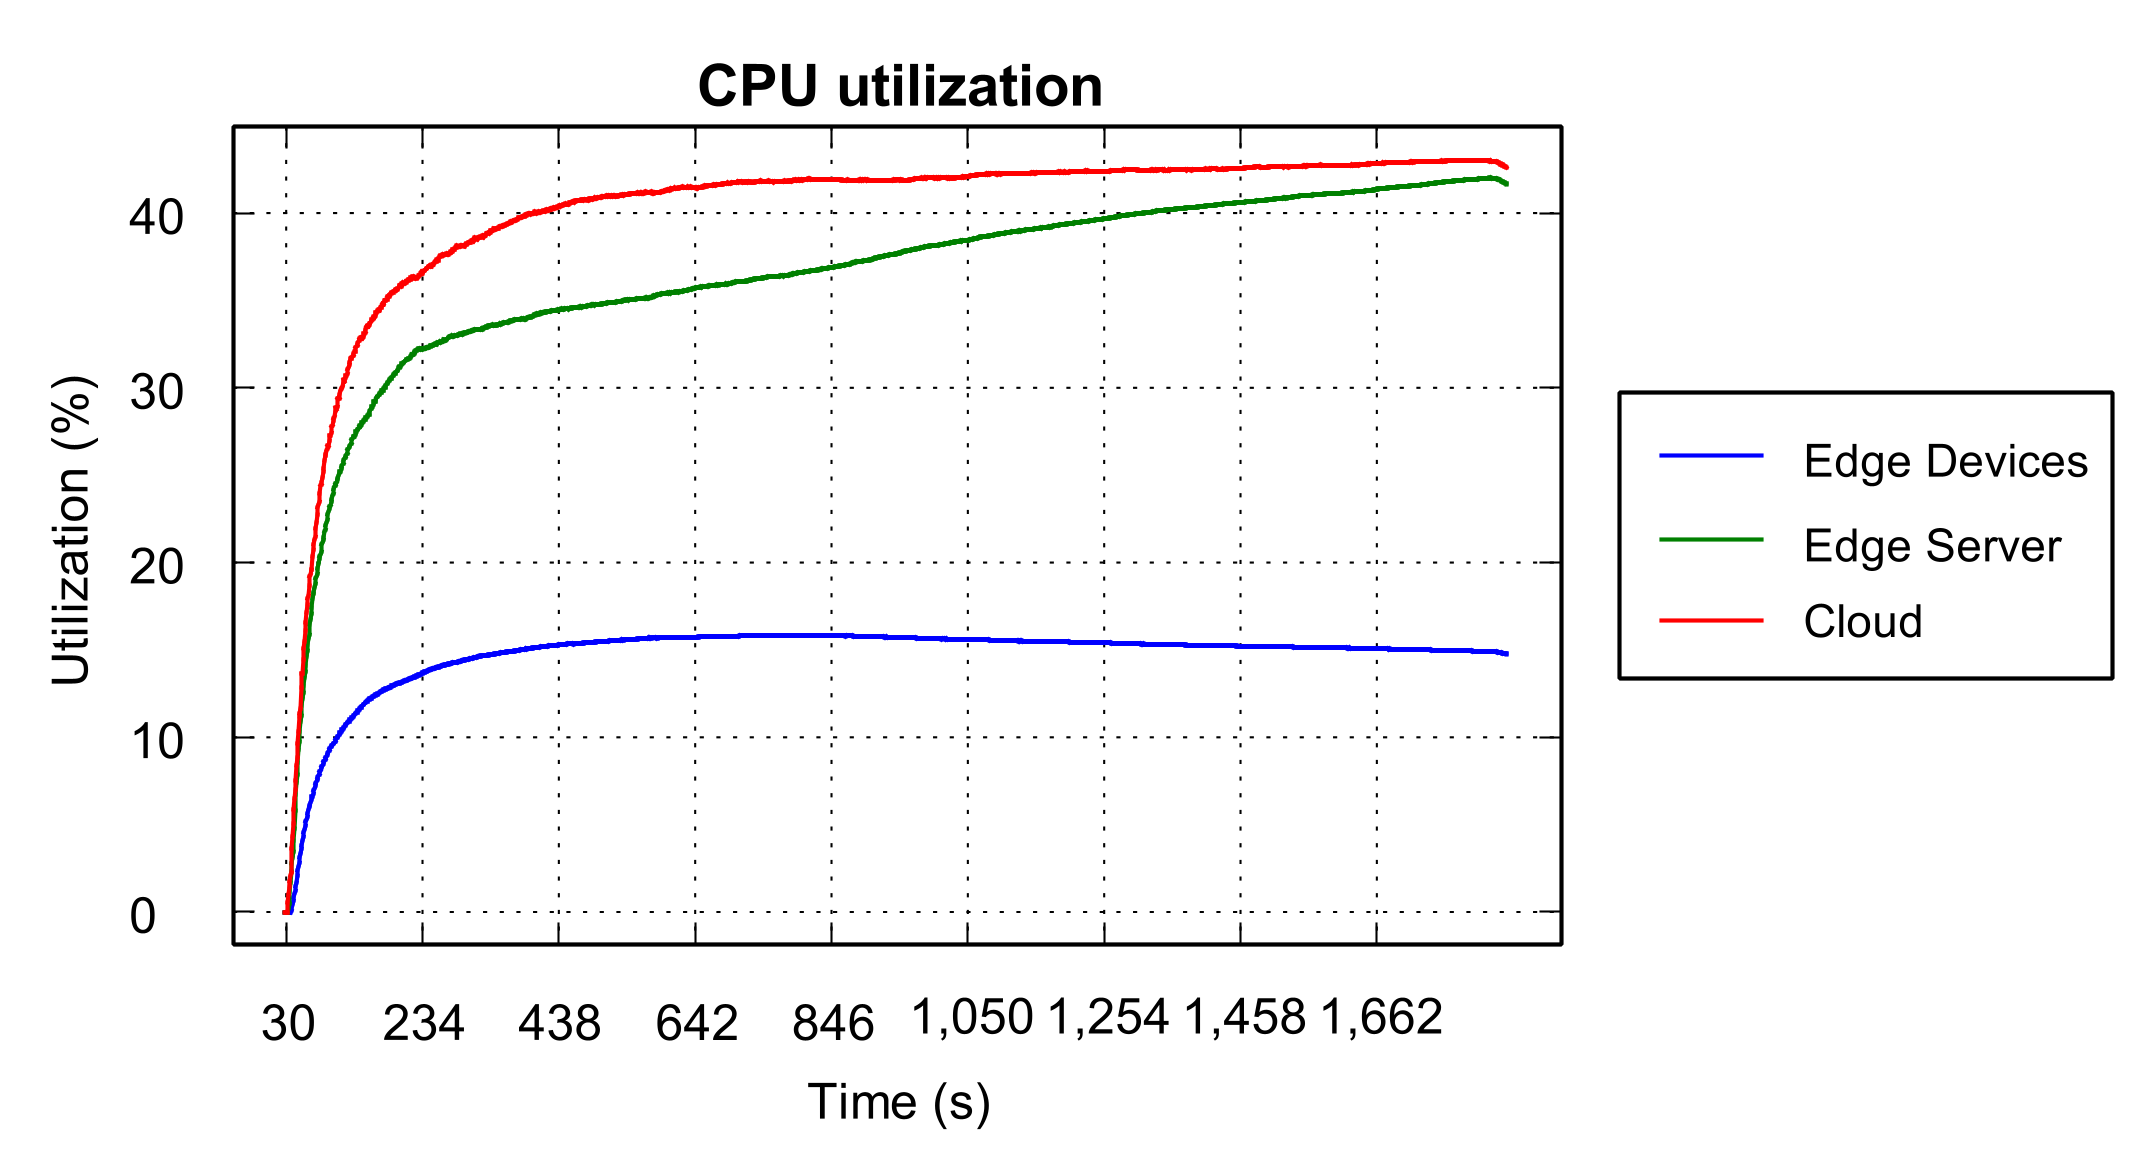 CPU utilization
Utilization (%)
40
30
20
10
0
30 234 438 642 846 1,050 1,254 1,458 1,662
Time (s)
Edge Devices
Edge Server
Cloud